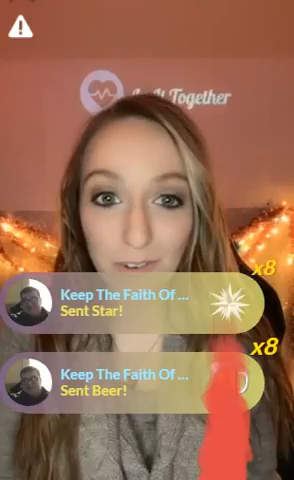 Together
x8
Keep The Faith Of ...
Sent Star!
x8
Keep The Faith Of ...
Sent Beer!